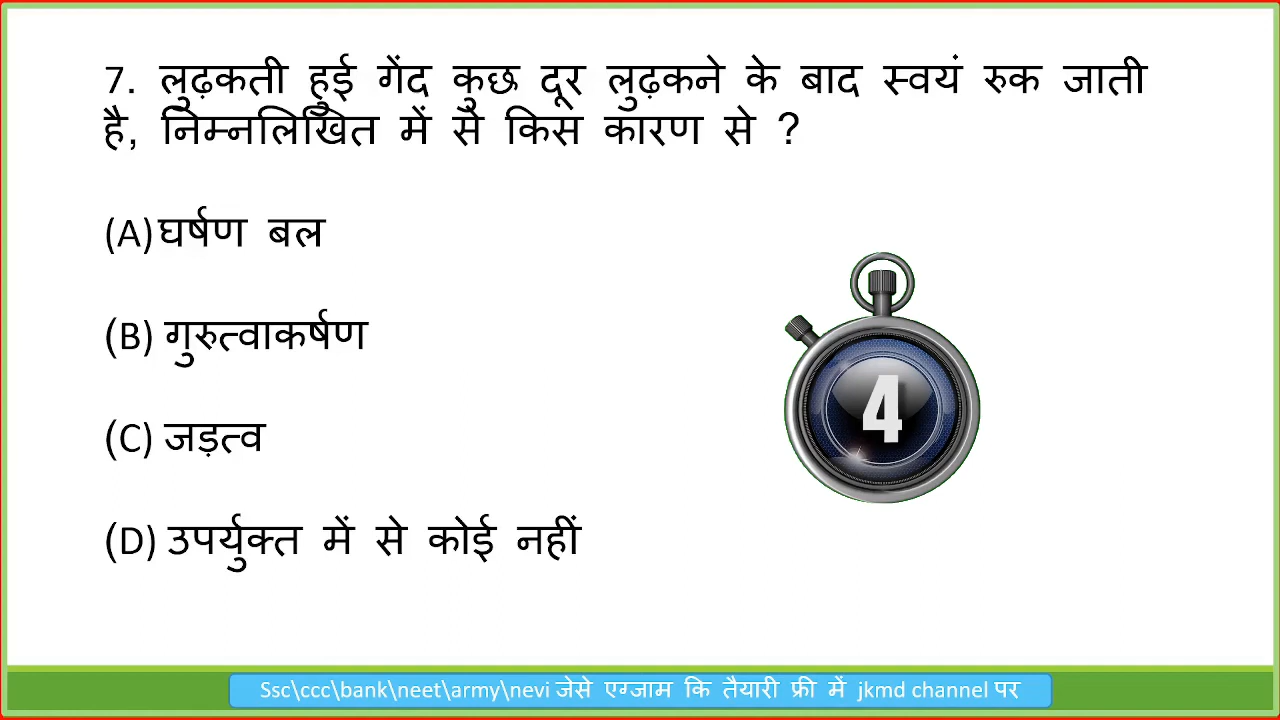 7. लुढ़कती हुई गेंद कुछ दूर लुढ़कने के बाद स्वयं रुक जाती
है, निम्नलिखित में से किस कारण से ?
(A)घर्षण बल
(B) गुरुत्वाकर्षण
(C) जड़त्व
(D) उपर्युक्त में से कोई नहीं
4
Ssc\ccc\bank\neet\army\nevi जेसे एग्जाम कि तैयारी फ्री में jkmd channel पर